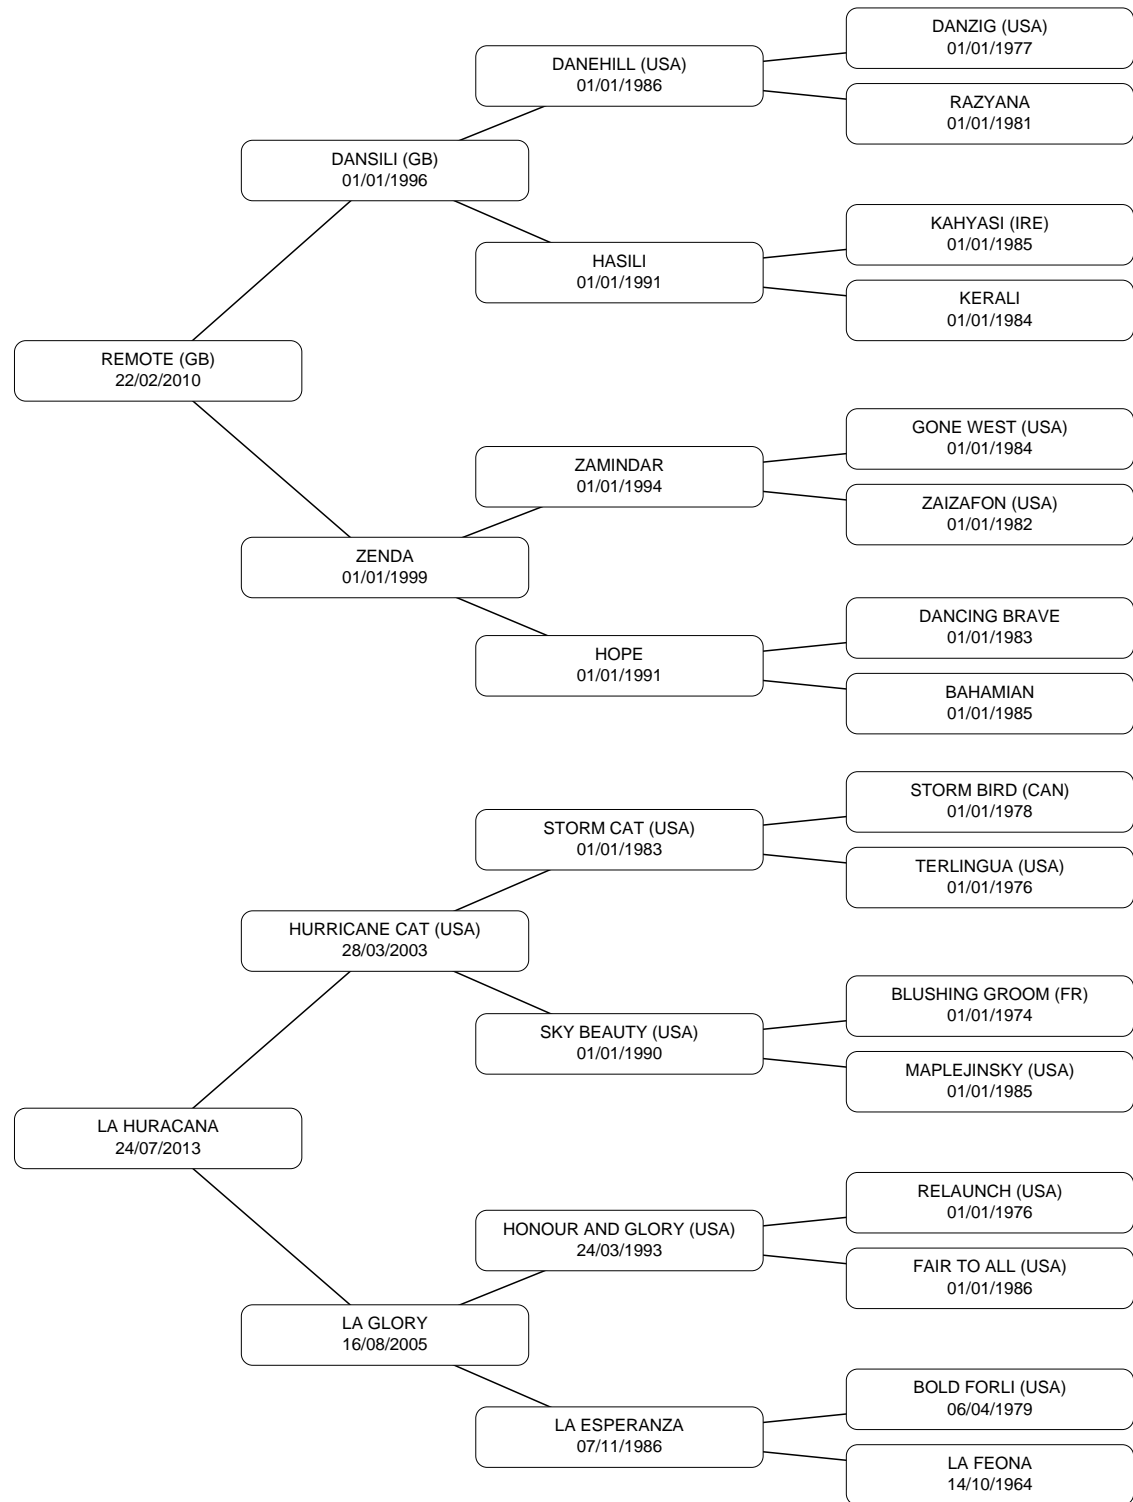 DANZIG (USA)
01/01/1977
DANEHILL (USA)
01/01/1986
RAZYANA
01/01/1981
DANSILI (GB)
01/01/1996
KAHYASI (IRE)
01/01/1985
HASILI
01/01/1991
KERALI
01/01/1984
REMOTE (GB)
22/02/2010
GONE WEST (USA)
01/01/1984
ZAMINDAR
01/01/1994
ZAIZAFON (USA)
01/01/1982
ZENDA
01/01/1999
DANCING BRAVE
01/01/1983
HOPE
01/01/1991
BAHAMIAN
01/01/1985
STORM BIRD (CAN)
01/01/1978
STORM CAT (USA)
01/01/1983
TERLINGUA (USA)
01/01/1976
HURRICANE CAT (USA)
28/03/2003
BLUSHING GROOM (FR)
01/01/1974
SKY BEAUTY (USA)
01/01/1990
MAPLEJINSKY (USA)
01/01/1985
LA HURACANA
24/07/2013
RELAUNCH (USA)
01/01/1976
HONOUR AND GLORY (USA)
24/03/1993
FAIR TO ALL (USA)
01/01/1986
LA GLORY
16/08/2005
BOLD FORLI (USA)
06/04/1979
LA ESPERANZA
07/11/1986
LA FEONA
14/10/1964